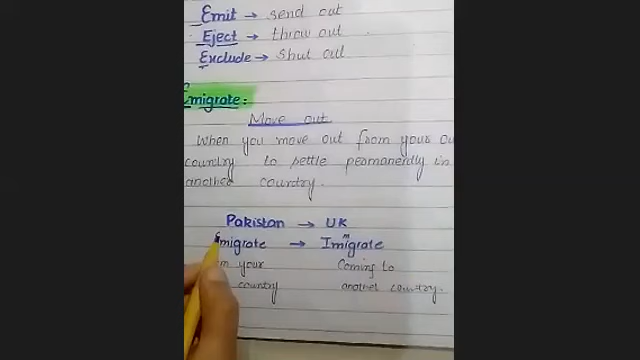 Emit → send out
Eject → throw out
Exclude → shut out
Emigrate:
Move out
When you move out from your
country to settle permanently in
another country.
Pakistan → UK
Emigrate → Immigrate
your Coming to
country another country.